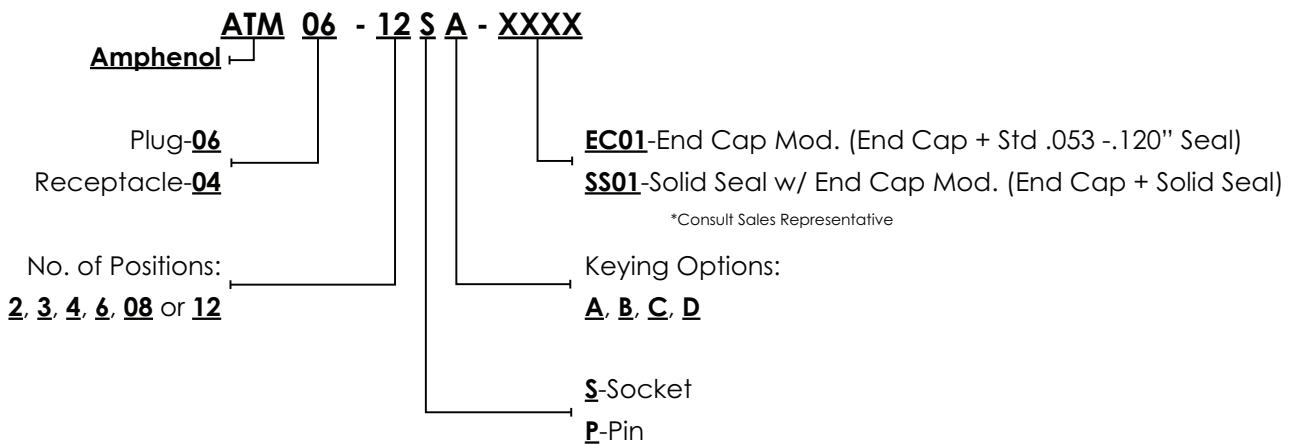 ATM 06 - 12 S A - XXXX
Amphenol
Plug-06
Receptacle-04
EC01-End Cap Mod. (End Cap + Std .053 -.120” Seal)
SS01-Solid Seal w/ End Cap Mod. (End Cap + Solid Seal)
*Consult Sales Representative
No. of Positions:
2, 3, 4, 6, 08 or 12
Keying Options:
A, B, C, D
S-Socket
P-Pin